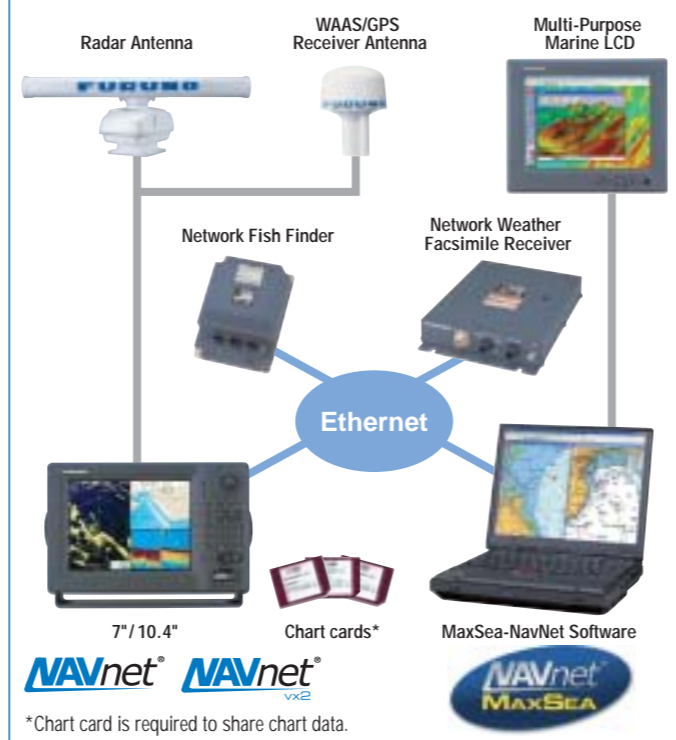 Radar Antenna
WAAS/GPS
Receiver Antenna
Multi-Purpose
Marine LCD
FURUNO
FURUNO
Network Fish Finder
Network Weather
Facsimile Receiver
Ethernet
7"/10.4"
Chart cards*
MaxSea-NavNet Software
NAVnet®
NAVnet®
vx2
NAVnet
MAXSEA
*Chart card is required to share chart data.